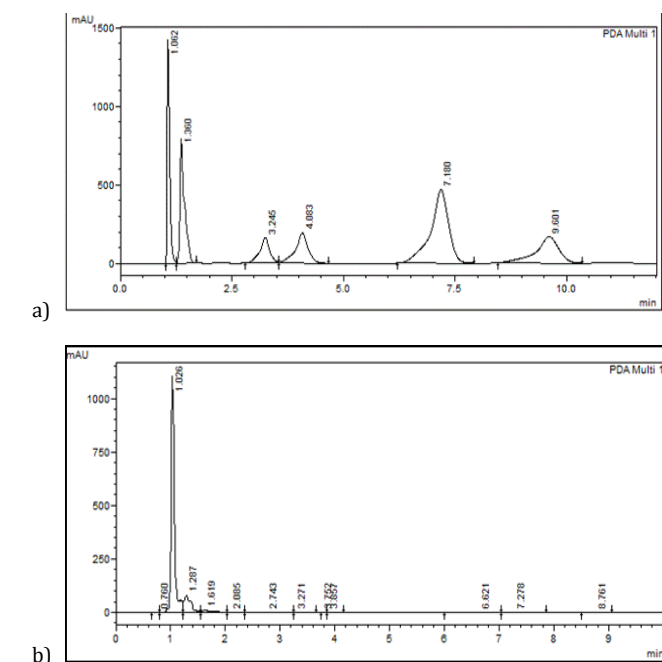 mAU
PDA Multi 1
1500
1000
500
0
1.062
1.360
3.245
4.083
7.180
9.601
0.0 2.5 5.0 7.5 10.0
min
a)
mAU
PDA Multi 1
1000
750
500
250
0
1.026
0.760
1.287
1.619
2.085
2.743
3.271
3.752
3.857
6.621
7.278
8.761
0 1 2 3 4 5 6 7 8 9
min
b)